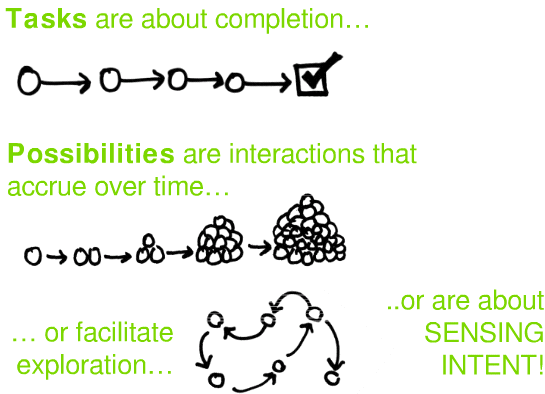 Tasks are about completion…
Possibilities are interactions that
accrue over time…
… or facilitate
exploration…
..or are about
SENSING
INTENT!